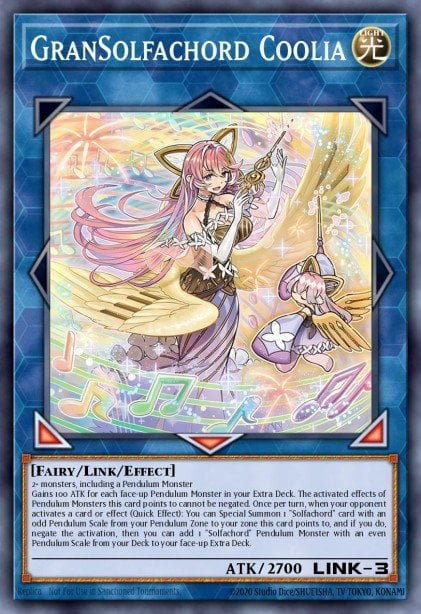 GranSolfachord Coolia
LIGHT
光
[Fairy/Link/Effect]
2+ monsters, including a Pendulum Monster
Gains 100 ATK for each face-up Pendulum Monster in your Extra Deck. The activated effects of
Pendulum Monsters this card points to cannot be negated. Once per turn, when your opponent
activates a card or effect (Quick Effect): You can Special Summon 1 "Solfachord" card with an
odd Pendulum Scale from your Pendulum Zone to your zone this card points to, and if you do,
negate the activation, then you can add 1 "Solfachord" Pendulum Monster with an even
Pendulum Scale from your Deck to your face-up Extra Deck.
ATK/2700 LINK-3
Replica - Not For Use in Sanctioned Tornaments
©2020 Studio Dice/SHUEISHA, TV TOKYO, KONAMI